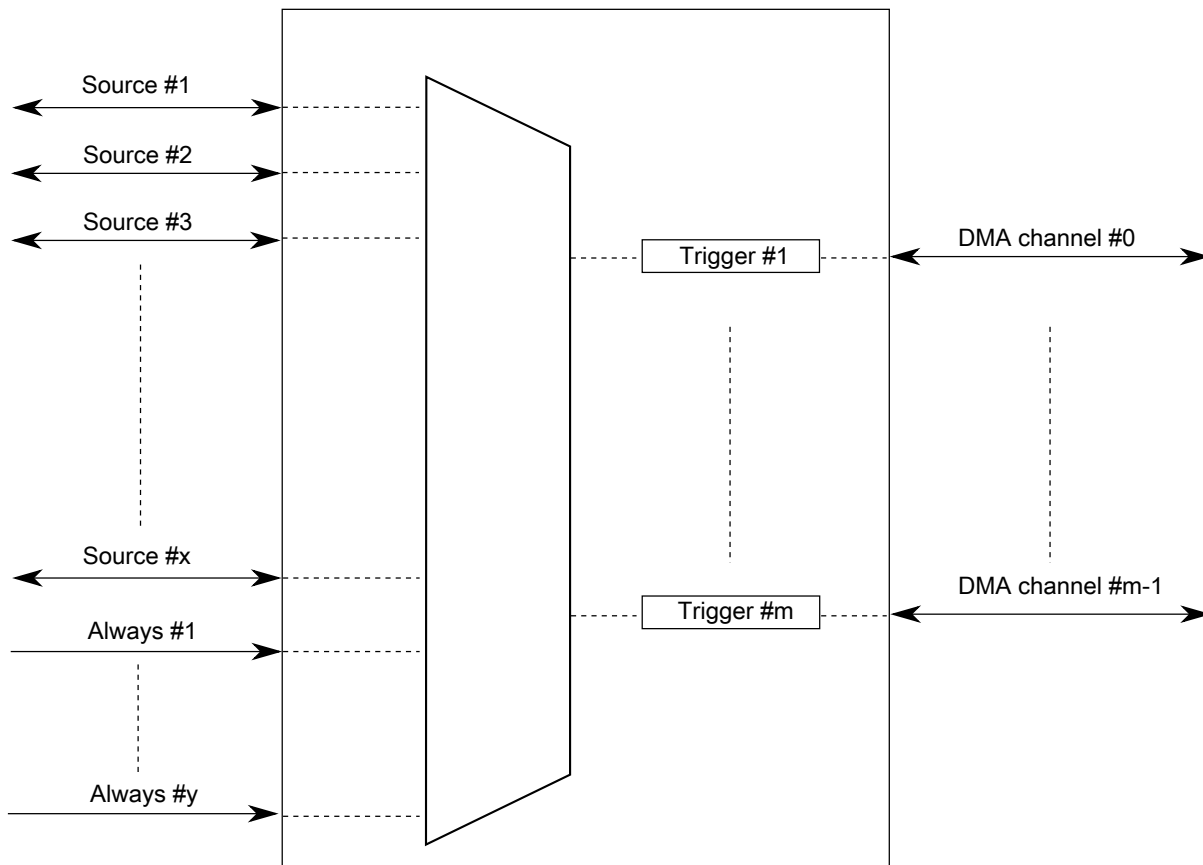 Source #1
Source #2
Source #3
Source #x
Always #1
Always #y
Trigger #1
Trigger #m
DMA channel #0
DMA channel #m-1